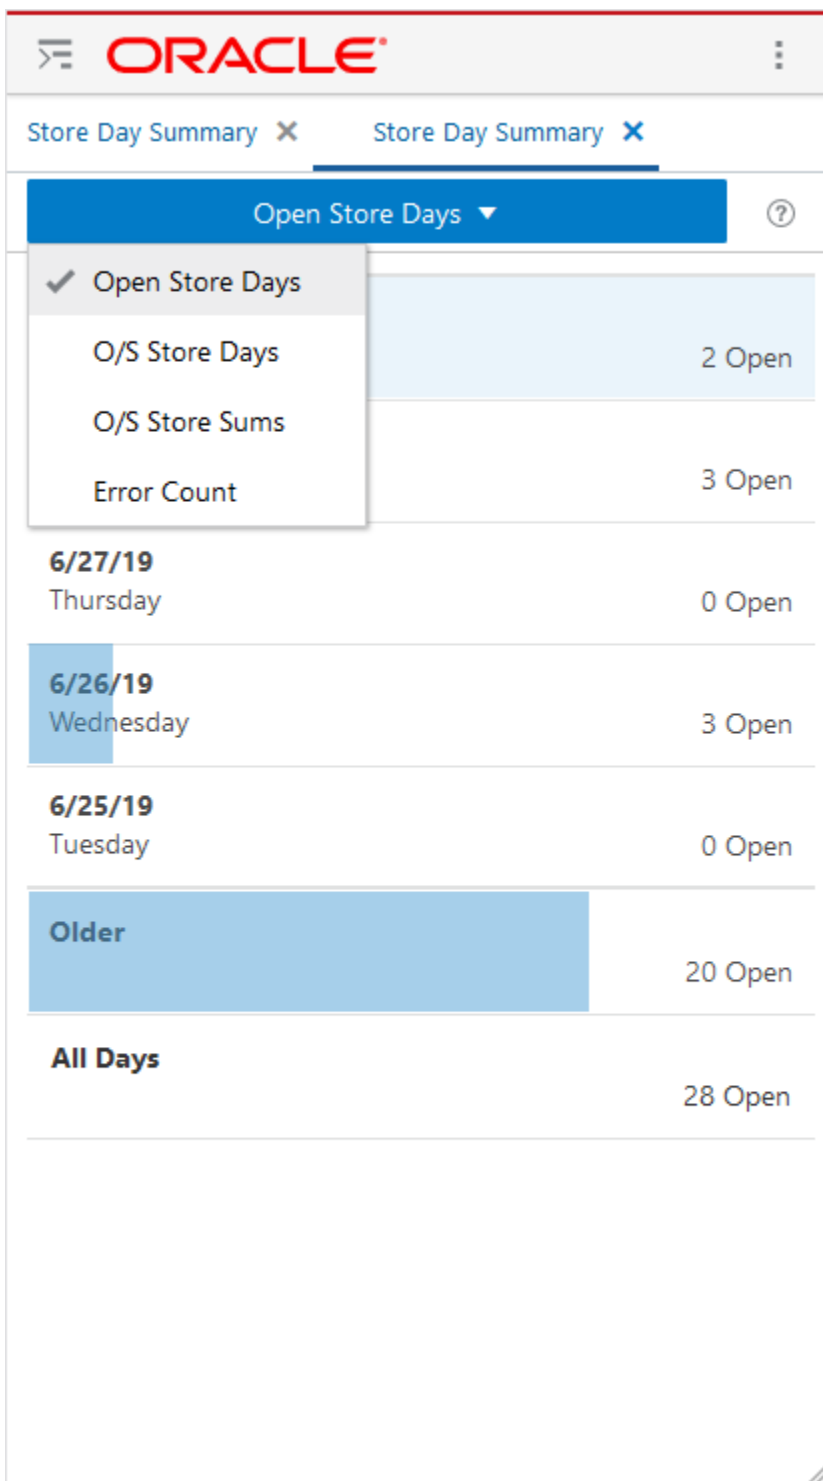 ORACLE
Store Day Summary Store Day Summary
Open Store Days
Open Store Days
2 Open
O/S Store Days
O/S Store Sums
3 Open
Error Count
6/27/19
Thursday
0 Open
6/26/19
Wednesday
3 Open
6/25/19
Tuesday
0 Open
Older
20 Open
All Days
28 Open